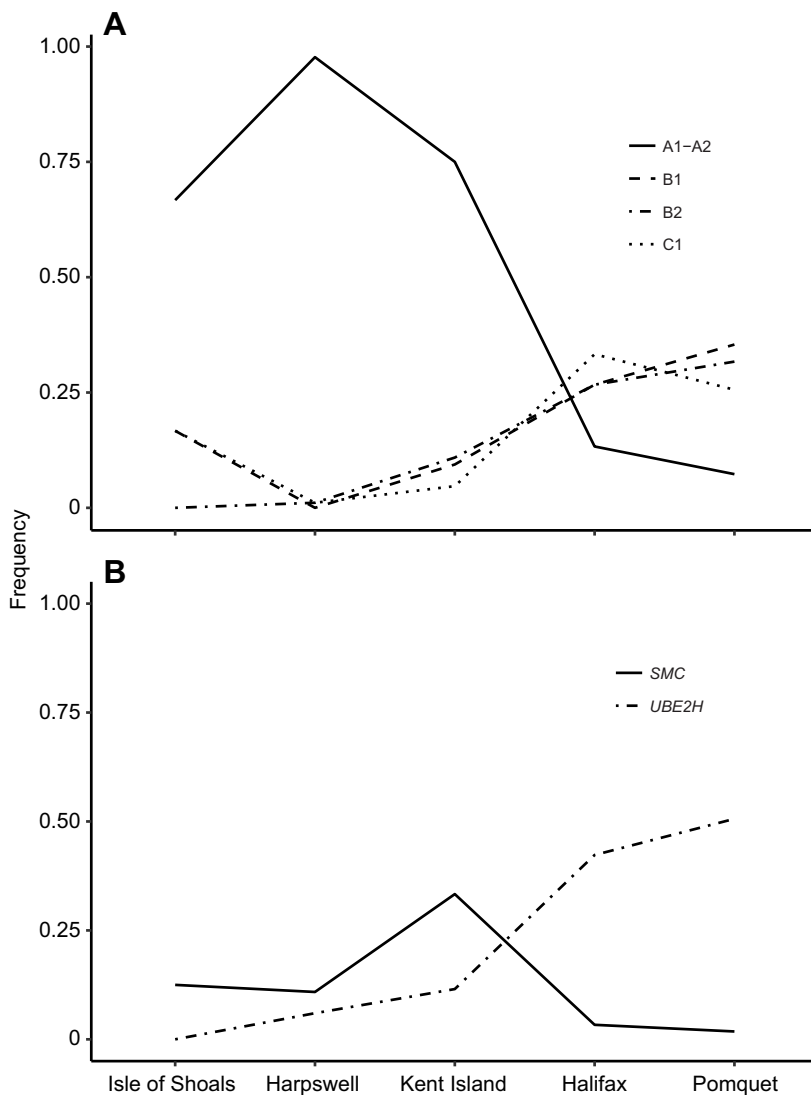 A
1.00
0.75
0.50
0.25
0
A1−A2
B1
B2
C1
Frequency
B
1.00
0.75
0.50
0.25
0
SMC
UBE2H
Isle of Shoals Harpswell Kent Island Halifax Pomquet